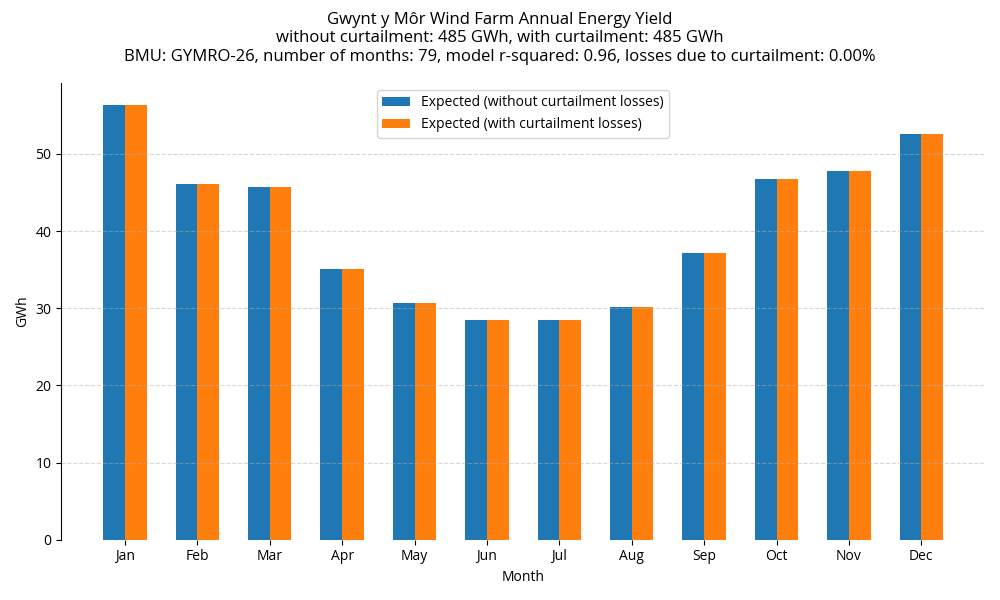 Gwynt y Môr Wind Farm Annual Energy Yield
without curtailment: 485 GWh, with curtailment: 485 GWh
BMU: GYMRO-26, number of months: 79, model r-squared: 0.96, losses due to curtailment: 0.00%
Expected (without curtailment losses)
Expected (with curtailment losses)
GWh
50
40
30
20
10
0
Jan Feb Mar Apr May Jun Jul Aug Sep Oct Nov Dec
Month